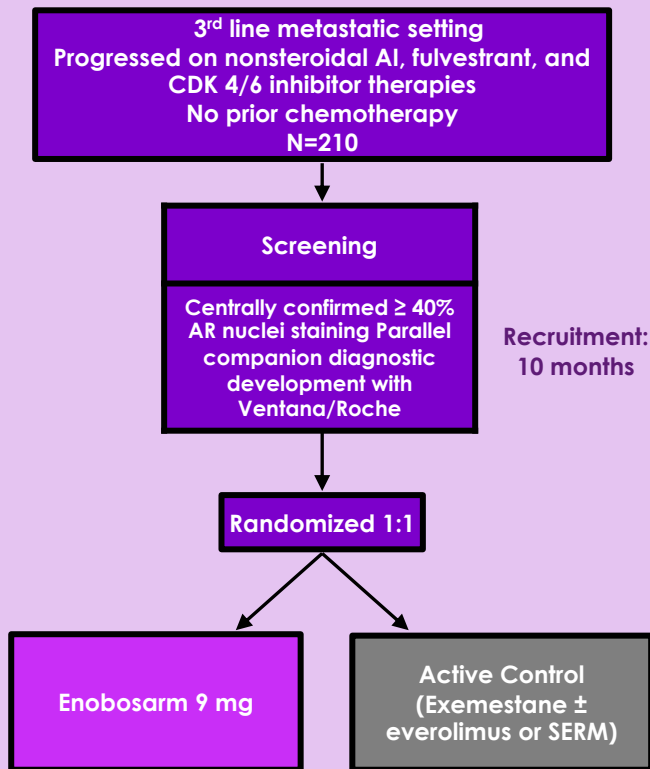 3rd line metastatic setting
Progressed on nonsteroidal AI, fulvestrant, and
CDK 4/6 inhibitor therapies
No prior chemotherapy
N=210
Screening
Centrally confirmed ≥ 40%
AR nuclei staining Parallel
companion diagnostic
development with
Ventana/Roche
Recruitment:
10 months
Randomized 1:1
Enobosarm 9 mg
Active Control
(Exemestane ±
everolimus or SERM)